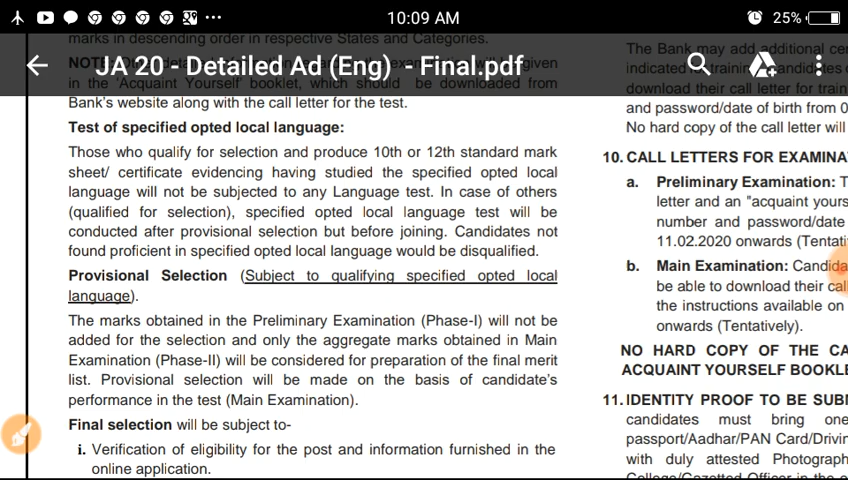 10:09 AM
25%
JA 20 - Detailed Ad (Eng) - Final.pdf
marks in descending order in respective States and Categories.
in the 'Acquaint Yourself' booklet, which should be downloaded from
Bank's website along with the call letter for the test.
Test of specified opted local language:
Those who qualify for selection and produce 10th or 12th standard mark
sheet/ certificate evidencing having studied the specified opted local
language will not be subjected to any Language test. In case of others
(qualified for selection), specified opted local language test will be
conducted after provisional selection but before joining. Candidates not
found proficient in specified opted local language would be disqualified.
Provisional Selection (Subject to qualifying specified opted local
language).
The marks obtained in the Preliminary Examination (Phase-I) will not be
added for the selection and only the aggregate marks obtained in Main
Examination (Phase-II) will be considered for preparation of the final merit
list. Provisional selection will be made on the basis of candidate's
performance in the test (Main Examination).
Final selection will be subject to-
i. Verification of eligibility for the post and information furnished in the
online application.
The Bank may add additional cen
download their call letter for train
and password/date of birth from 0
No hard copy of the call letter will
10. CALL LETTERS FOR EXAMINA
a. Preliminary Examination: T
letter and an "acquaint yours
number and password/date
11.02.2020 onwards (Tentati
b. Main Examination: Candida
be able to download their call
the instructions available on
onwards (Tentatively).
NO HARD COPY OF THE CA
ACQUAINT YOURSELF BOOKLE
11. IDENTITY PROOF TO BE SUBM
candidates must bring one
passport/Aadhar/PAN Card/Drivin
with duly attested Photograph